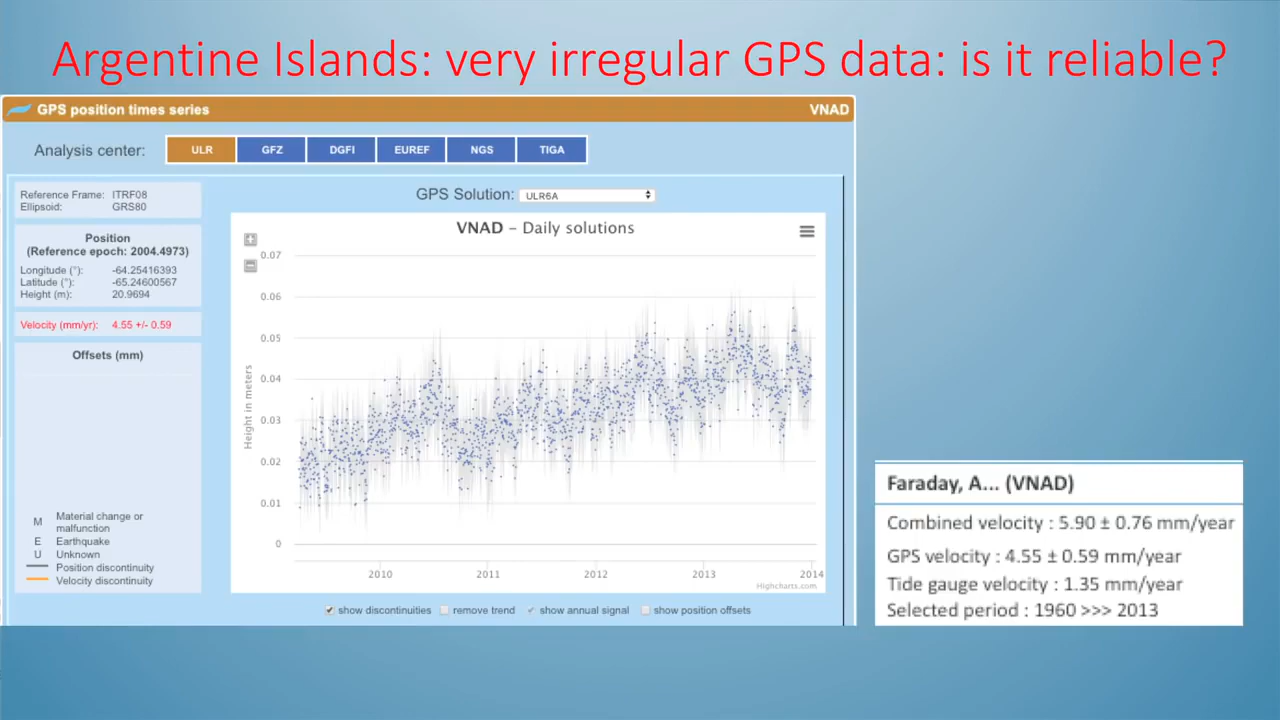 Argentine Islands: very irregular GPS data: is it reliable?
GPS position times series
VNAD
Analysis center:
ULR
GFZ
DGFI
EUREF
NGS
TIGA
Reference Frame: ITRF08
Ellipsoid: GRS80
Position
(Reference epoch: 2004.4973)
Longitude (°): -64.25416393
Latitude (°): -65.24600567
Height (m): 20.9694
Velocity (mm/yr): 4.55 +/- 0.59
Offsets (mm)
M Material change or
malfunction
E Earthquake
U Unknown
Position discontinuity
Velocity discontinuity
GPS Solution: ULR6A
VNAD – Daily solutions
Height in meters
0.07
0.06
0.05
0.04
0.03
0.02
0.01
0
2010
2011
2012
2013
2014
Highcharts.com
show discontinuities
remove trend
show annual signal
show position offsets
Faraday, A... (VNAD)
Combined velocity : 5.90 ± 0.76 mm/year
GPS velocity : 4.55 ± 0.59 mm/year
Tide gauge velocity : 1.35 mm/year
Selected period : 1960 >>> 2013